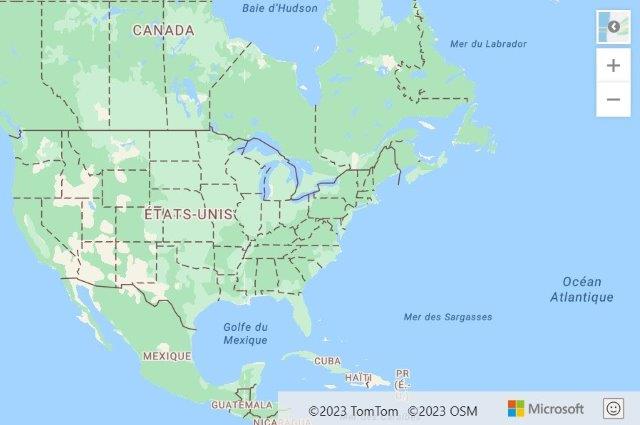 Baie d'Hudson
CANADA
Mer du Labrador
ÉTATS-UNIS
Océan
Atlantique
Mer des Sargasses
Golfe du
Mexique
MEXIQUE
CUBA
HAÏTI
PR
(É.-
U.)
GUATEMALA
©2023 TomTom ©2023 OSM
Microsoft
NICARAGUA